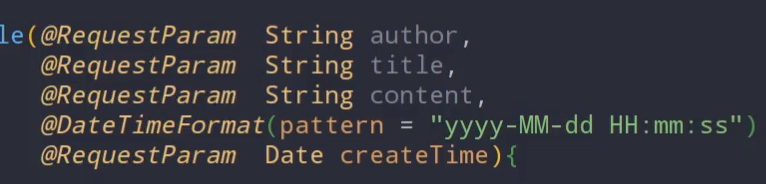 le(@RequestParam  String author,
@RequestParam  String title,
@RequestParam  String content,
@DateTimeFormat(pattern = "yyyy-MM-dd HH:mm:ss")
@RequestParam  Date createTime){